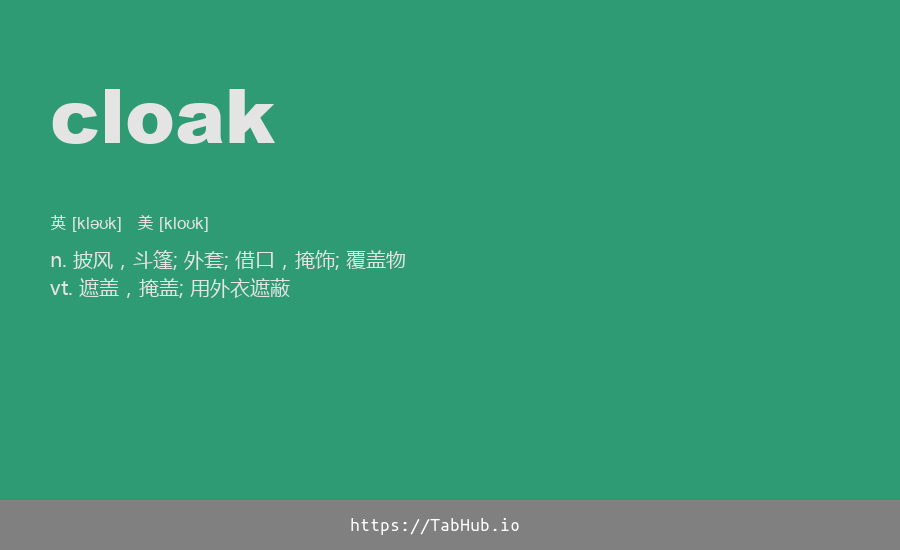 cloak
英 [kləʊk] 美 [kloʊk]
n. 披风，斗篷; 外套; 借口，掩饰; 覆盖物
vt. 遮盖，掩盖; 用外衣遮蔽
https://TabHub.io